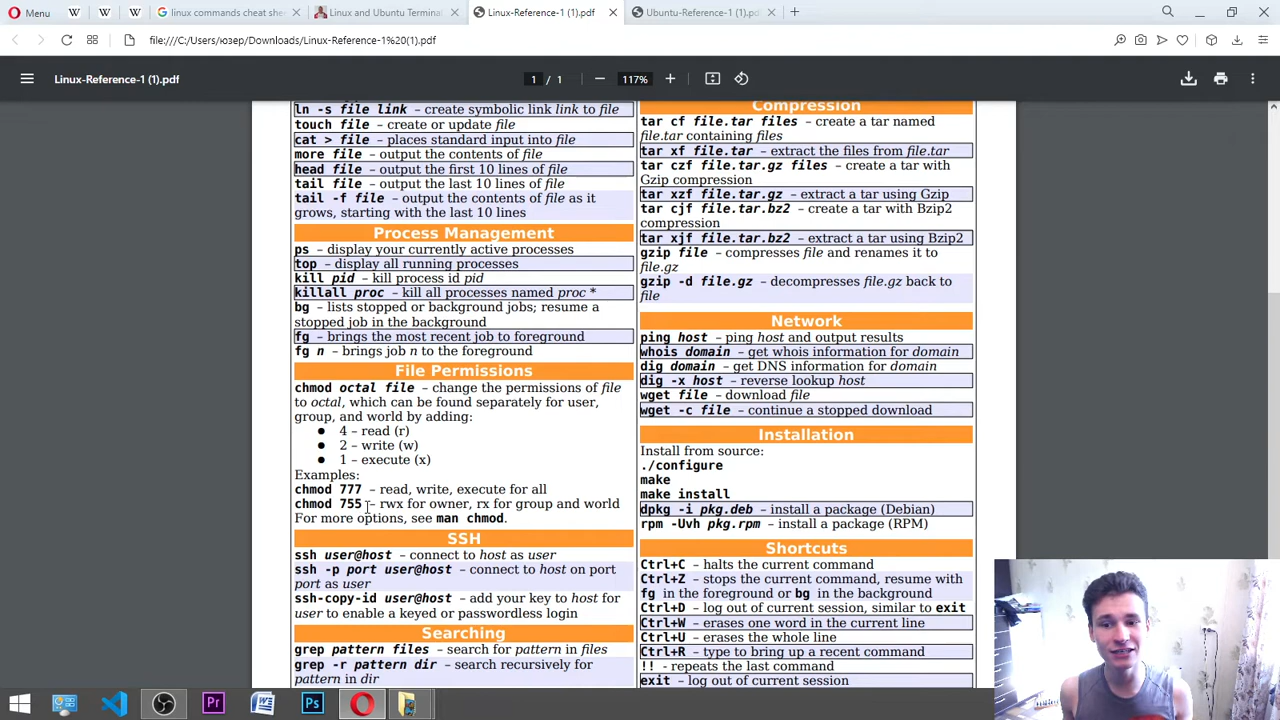 Menu
linux commands cheat shee
Linux and Ubuntu Terminal
Linux-Reference-1 (1).pdf
Ubuntu-Reference-1 (1).pd
file:///C:/Users/юзер/Downloads/Linux-Reference-1%20(1).pdf
Linux-Reference-1 (1).pdf
1 / 1
117%
ln -s file link – create symbolic link link to file
touch file – create or update file
cat > file – places standard input into file
more file – output the contents of file
head file – output the first 10 lines of file
tail file – output the last 10 lines of file
tail -f file – output the contents of file as it
grows, starting with the last 10 lines
Process Management
ps – display your currently active processes
top – display all running processes
kill pid – kill process id pid
killall proc – kill all processes named proc *
bg – lists stopped or background jobs; resume a
stopped job in the background
fg – brings the most recent job to foreground
fg n – brings job n to the foreground
File Permissions
chmod octal file – change the permissions of file
to octal, which can be found separately for user,
group, and world by adding:
● 4 – read (r)
● 2 – write (w)
● 1 – execute (x)
Examples:
chmod 777 – read, write, execute for all
chmod 755 – rwx for owner, rx for group and world
For more options, see man chmod.
SSH
ssh user@host – connect to host as user
ssh -p port user@host – connect to host on port
port as user
ssh-copy-id user@host – add your key to host for
user to enable a keyed or passwordless login
Searching
grep pattern files – search for pattern in files
grep -r pattern dir – search recursively for
pattern in dir
Compression
tar cf file.tar files – create a tar named
file.tar containing files
tar xf file.tar – extract the files from file.tar
tar czf file.tar.gz files – create a tar with
Gzip compression
tar xzf file.tar.gz – extract a tar using Gzip
tar cjf file.tar.bz2 – create a tar with Bzip2
compression
tar xjf file.tar.bz2 – extract a tar using Bzip2
gzip file – compresses file and renames it to
file.gz
gzip -d file.gz – decompresses file.gz back to
file
Network
ping host – ping host and output results
whois domain – get whois information for domain
dig domain – get DNS information for domain
dig -x host – reverse lookup host
wget file – download file
wget -c file – continue a stopped download
Installation
Install from source:
./configure
make
make install
dpkg -i pkg.deb – install a package (Debian)
rpm -Uvh pkg.rpm – install a package (RPM)
Shortcuts
Ctrl+C – halts the current command
Ctrl+Z – stops the current command, resume with
fg in the foreground or bg in the background
Ctrl+D – log out of current session, similar to exit
Ctrl+W – erases one word in the current line
Ctrl+U – erases the whole line
Ctrl+R – type to bring up a recent command
!! - repeats the last command
exit – log out of current session
Pr
Ps